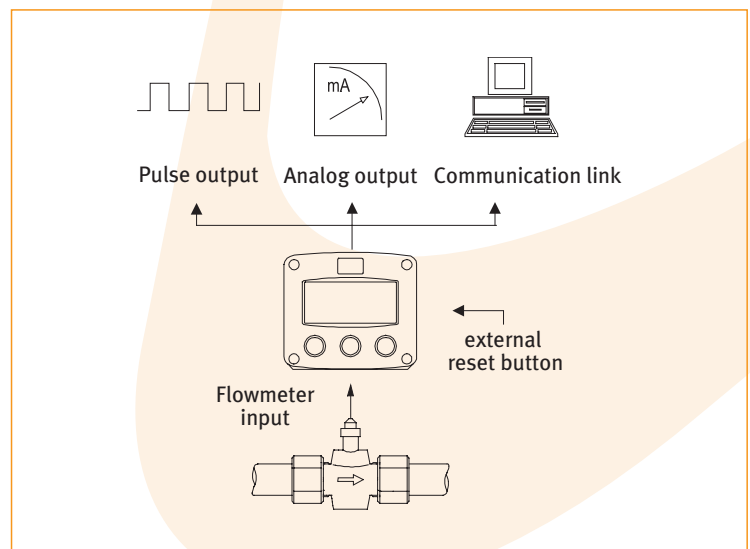 mA
Pulse output
Analog output
Communication link
external
reset button
Flowmeter
input